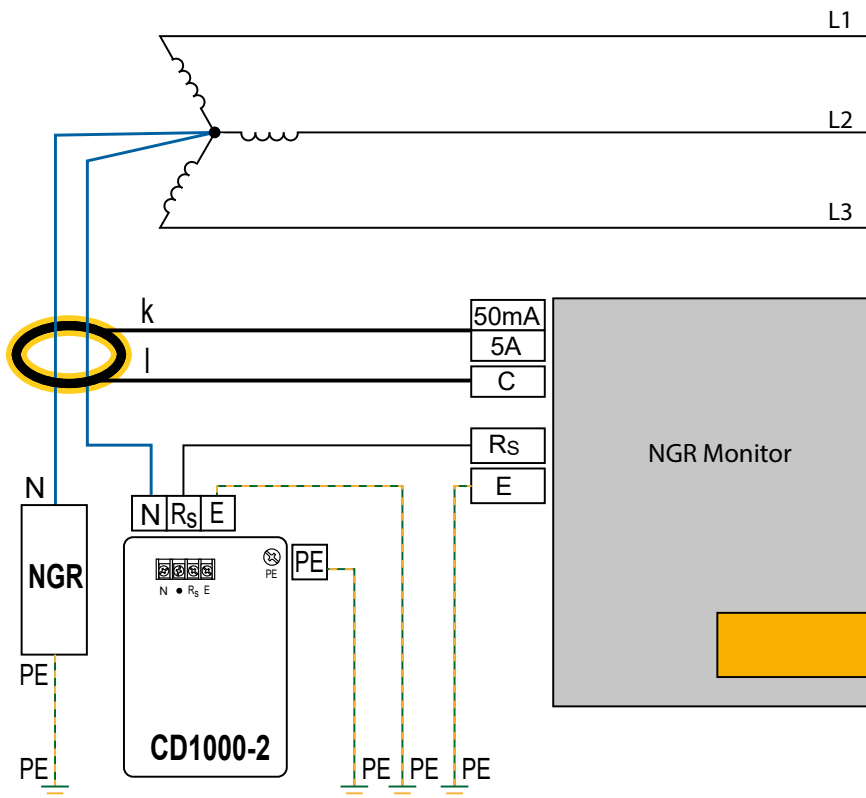 L1
L2
L3
k
50mA
5A
l
C
Rs
NGR Monitor
E
N
N Rs E
NGR
PE
PE
N • Rs E
PE
CD1000-2
PE
PE PE PE